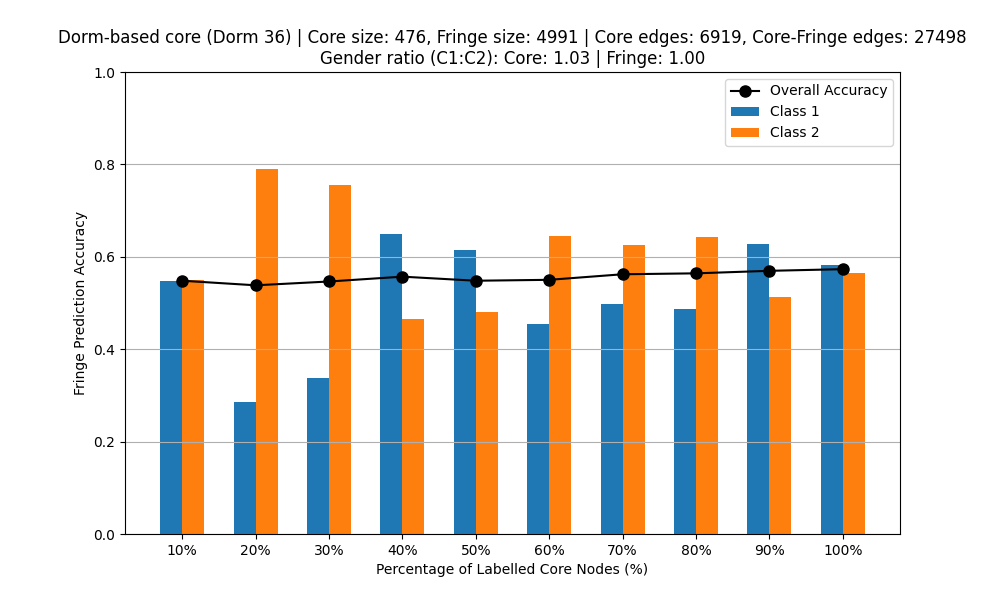 Dorm-based core (Dorm 36) | Core size: 476, Fringe size: 4991 | Core edges: 6919, Core-Fringe edges: 27498
Gender ratio (C1:C2): Core: 1.03 | Fringe: 1.00
1.0
0.8
0.6
0.4
0.2
0.0
Fringe Prediction Accuracy
Overall Accuracy
Class 1
Class 2
10% 20% 30% 40% 50% 60% 70% 80% 90% 100%
Percentage of Labelled Core Nodes (%)